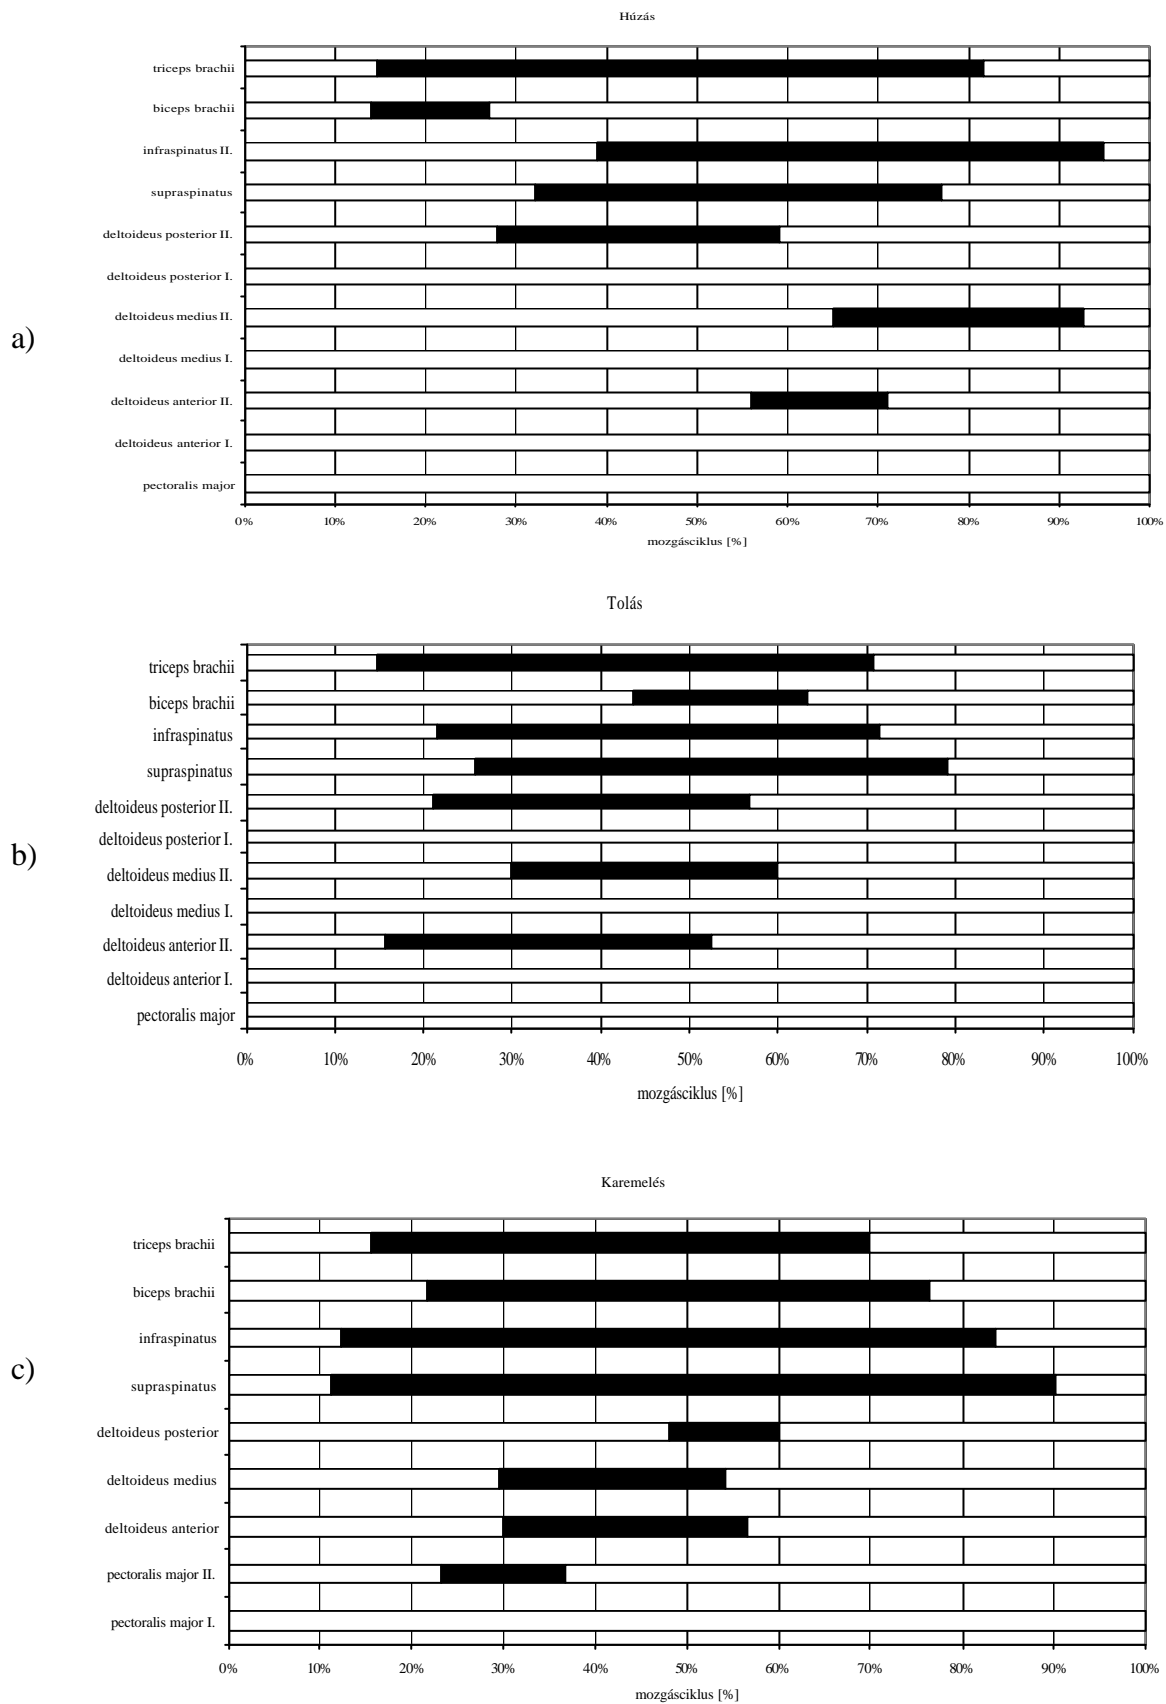 Húzás
triceps brachii
biceps brachii
infraspinatus II.
supraspinatus
deltoideus posterior II.
deltoideus posterior I.
deltoideus medius II.
a)
deltoideus medius I.
deltoideus anterior II.
deltoideus anterior I.
pectoralis major
0% 10% 20% 30% 40% 50% 60% 70% 80% 90% 100%
mozgásciklus [%]
Tolás
triceps brachii
biceps brachii
infraspinatus
supraspinatus
deltoideus posterior II.
deltoideus posterior I.
b)
deltoideus medius II.
deltoideus medius I.
deltoideus anterior II.
deltoideus anterior I.
pectoralis major
0% 10% 20% 30% 40% 50% 60% 70% 80% 90% 100%
mozgásciklus [%]
Karemelés
triceps brachii
biceps brachii
infraspinatus
c)
supraspinatus
deltoideus posterior
deltoideus medius
deltoideus anterior
pectoralis major II.
pectoralis major I.
0% 10% 20% 30% 40% 50% 60% 70% 80% 90% 100%
mozgásciklus [%]